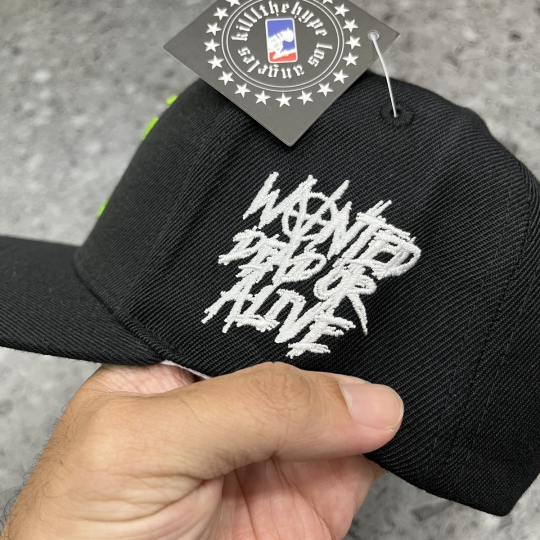 killthehype los angeles
WANTED
DEAD OR
ALIVE